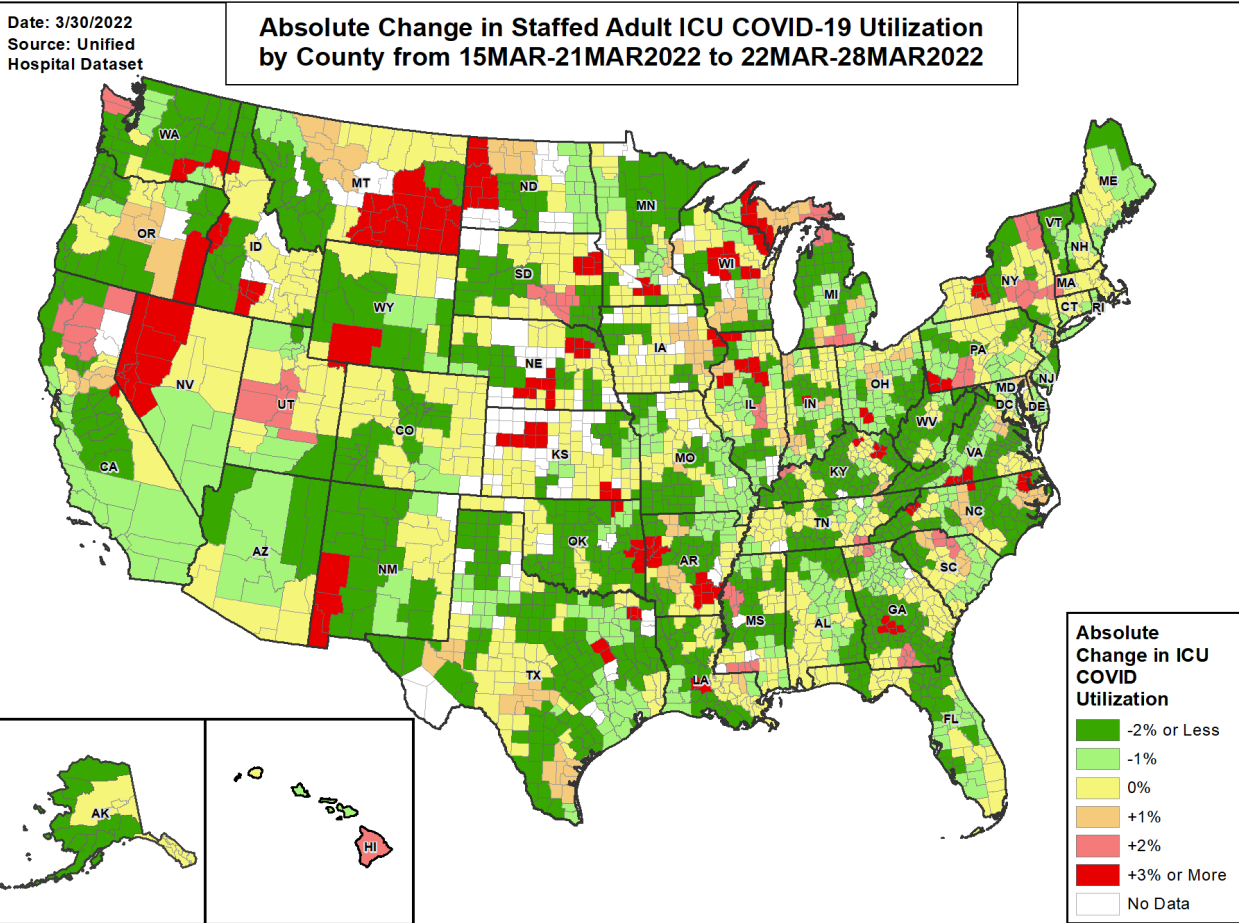 Date: 3/30/2022
Source: Unified
Hospital Dataset
Absolute Change in Staffed Adult ICU COVID-19 Utilization
by County from 15MAR-21MAR2022 to 22MAR-28MAR2022
WA
MT
ND
MN
ME
OR
ID
SD
WI
MI
VT
NH
NY
MA
CT
RI
WY
IA
NE
PA
NV
UT
CO
IL
IN
OH
NJ
MD
DC
DE
WV
VA
CA
KS
MO
KY
AZ
NM
OK
AR
TN
NC
SC
TX
LA
MS
AL
GA
FL
AK
HI
Absolute
Change in ICU
COVID
Utilization
-2% or Less
-1%
0%
+1%
+2%
+3% or More
No Data